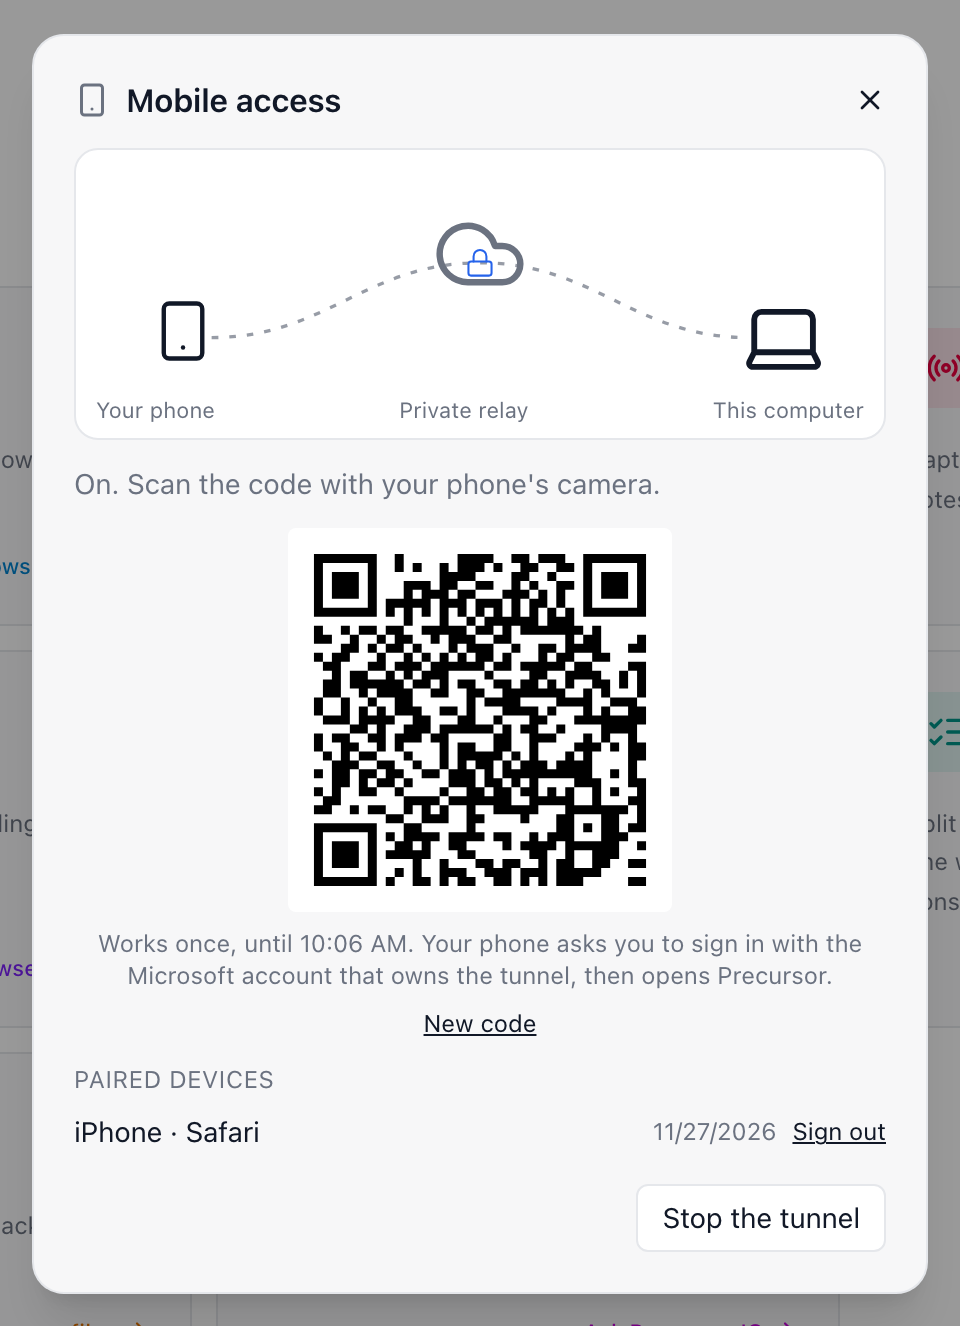 Mobile access
Your phone
Private relay
This computer
On. Scan the code with your phone's camera.
Works once, until 10:06 AM. Your phone asks you to sign in with the
Microsoft account that owns the tunnel, then opens Precursor.
New code
PAIRED DEVICES
iPhone · Safari
11/27/2026 Sign out
Stop the tunnel